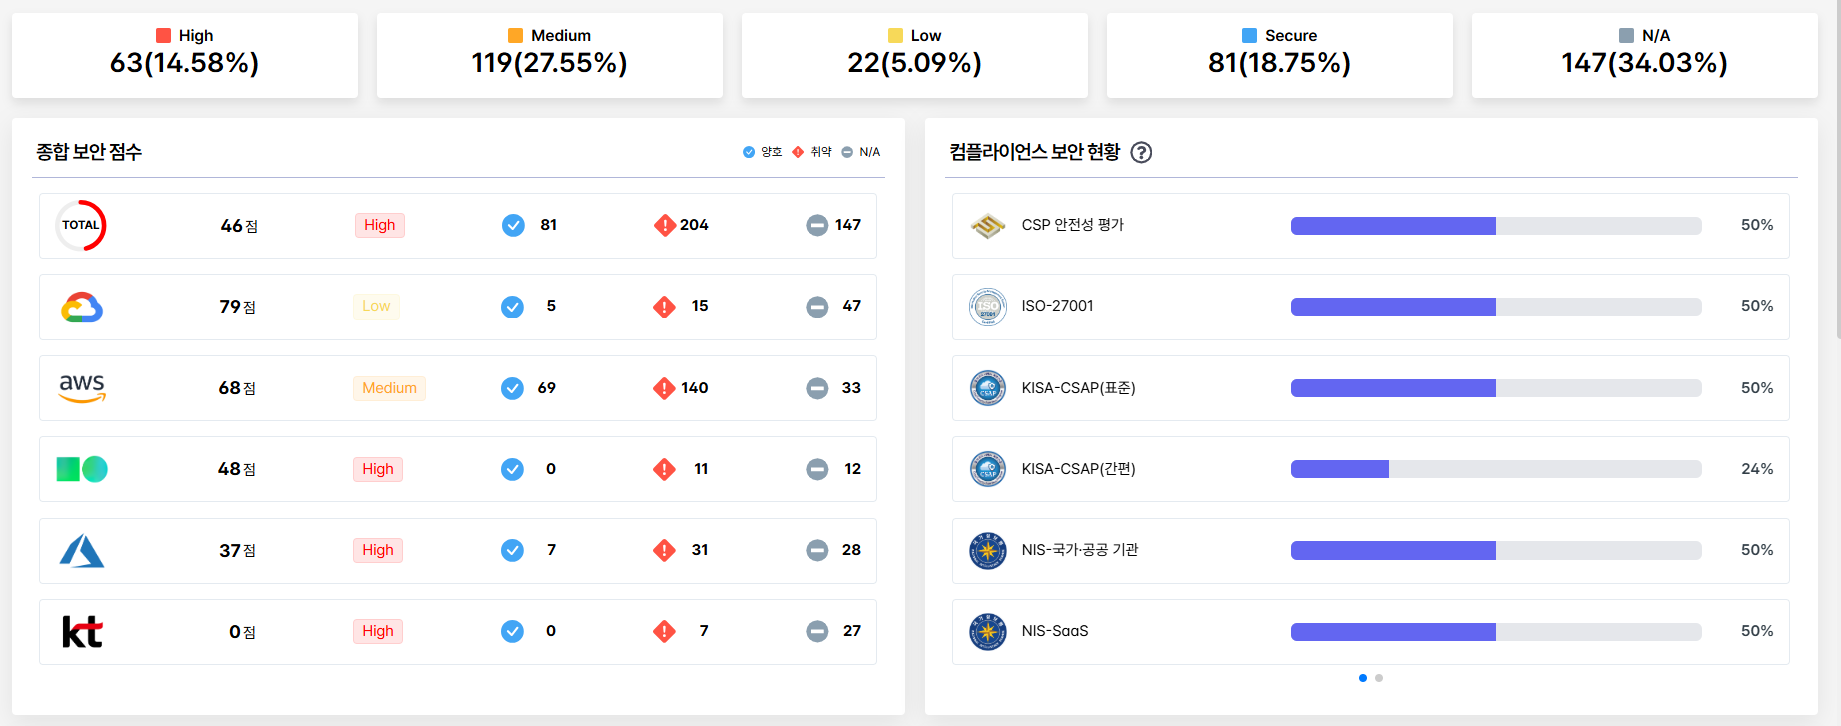 High
63(14.58%)
Medium
119(27.55%)
Low
22(5.09%)
Secure
81(18.75%)
N/A
147(34.03%)
종합 보안 점수
양호 취약 N/A
TOTAL 46점 High 81 204 147
79점 Low 5 15 47
aws 68점 Medium 69 140 33
48점 High 0 11 12
37점 High 7 31 28
kt 0점 High 0 7 27
컴플라이언스 보안 현황 ?
CSP 안전성 평가 50%
ISO 27001
ISO-27001 50%
CSAP
KISA-CSAP(표준) 50%
CSAP
KISA-CSAP(간편) 24%
NIS-국가·공공 기관 50%
NIS-SaaS 50%